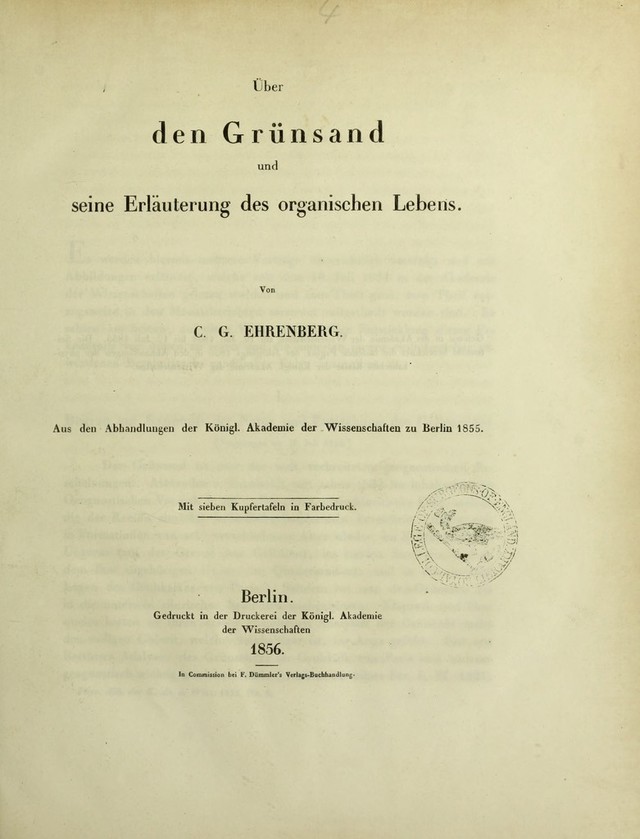 4
Über
den Grünsand
und
seine Erläuterung des organischen Lebens.
Von
C. G. EHRENBERG.
Aus den Abhandlungen der Königl. Akademie der Wissenschaften zu Berlin 1855.
Mit sieben Kupfertafeln in Farbedruck.
Berlin.
Gedruckt in der Druckerei der Königl. Akademie
der Wissenschaften
1856.
In Commission bei F. Dümmler's Verlags-Buchhandlung.